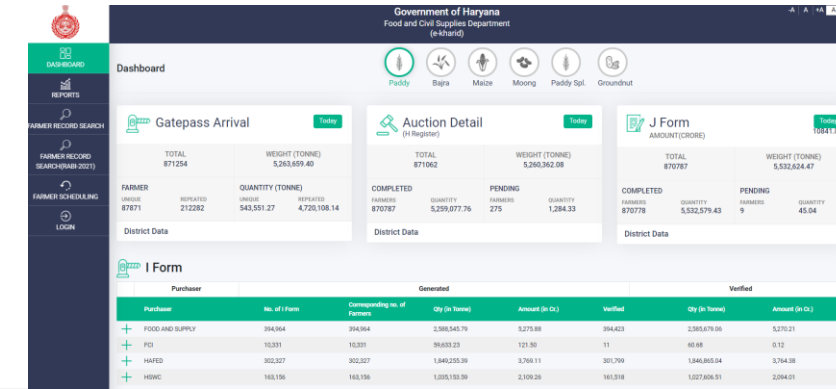 Government of Haryana
Food and Civil Supplies Department
(e-kharid)
-A A +A A
DASHBOARD
REPORTS
FARMER RECORD SEARCH
FARMER RECORD
SEARCH(RABI-2021)
FARMER SCHEDULING
LOGIN
Dashboard
Paddy Bajra Maize Moong Paddy Spl. Groundnut
Gatepass Arrival Today
TOTAL WEIGHT (TONNE)
871254 5,263,659.40
FARMER QUANTITY (TONNE)
UNIQUE REPEATED UNIQUE REPEATED
87871 212282 543,551.27 4,720,108.14
District Data
Auction Detail Today
(H Register)
TOTAL WEIGHT (TONNE)
871062 5,260,362.08
COMPLETED PENDING
FARMERS QUANTITY FARMERS QUANTITY
870787 5,259,077.76 275 1,284.33
District Data
J Form Today
AMOUNT(CRORE) 10841.
TOTAL WEIGHT (TONNE)
870787 5,532,624.47
COMPLETED PENDING
FARMERS QUANTITY FARMERS QUANTITY
870778 5,532,579.43 9 45.04
District Data
I Form
Purchaser Generated Verified
Purchaser No. of I Form Corresponding no. of Farmers Qty (in Tonne) Amount (in Cr.) Verified Qty (in Tonne) Amount (in Cr.)
FOOD AND SUPPLY 394,964 394,964 2,588,545.79 5,275.88 394,423 2,585,679.06 5,270.21
FCI 10,331 10,331 59,633.23 121.50 11 60.68 0.12
HAFED 302,327 302,327 1,849,255.39 3,769.11 301,799 1,846,865.04 3,764.38
HSWC 163,156 163,156 1,035,153.59 2,109.26 161,518 1,027,606.51 2,094.01